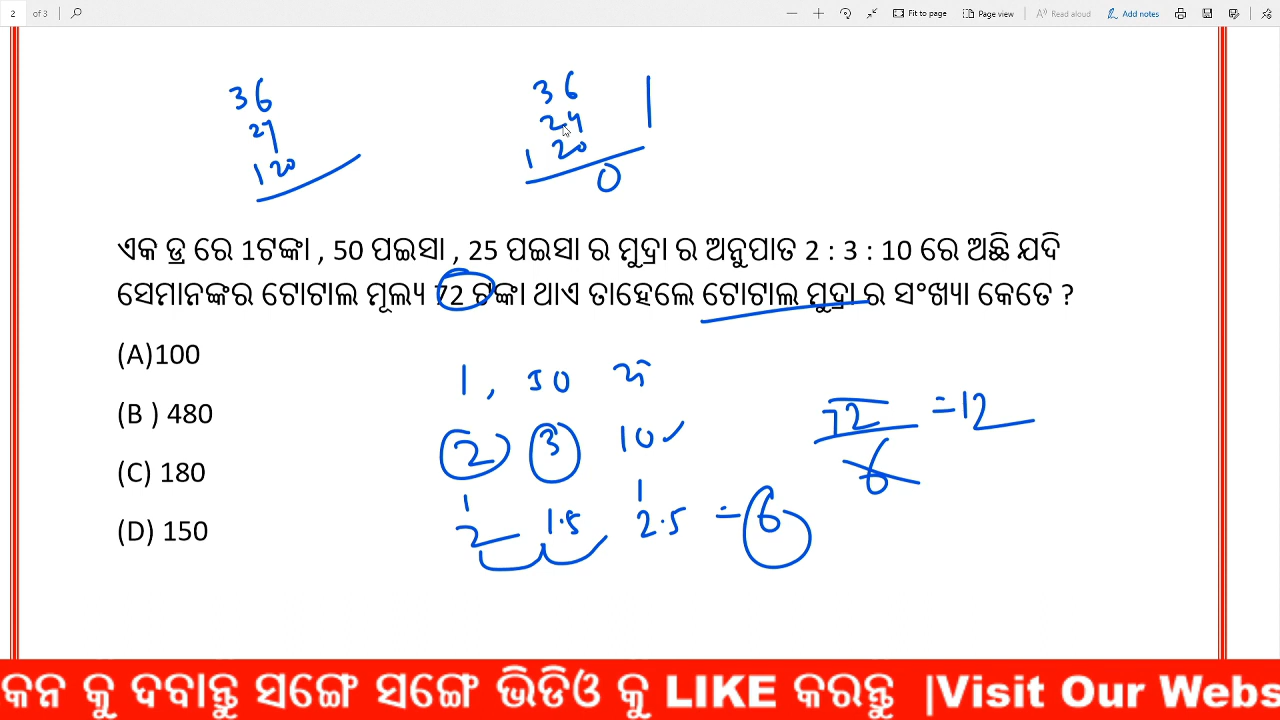 2 of 3 Fit to page Page view Read aloud Add notes
36 36
24 24
120 120
0
ଏକ ଡ୍ର ରେ 1ଟଙ୍କା , 50 ପଇସା , 25 ପଇସା ର ମୁଦ୍ରା ର ଅନୁପାତ 2 : 3 : 10 ରେ ଅଛି ଯଦି
ସେମାନଙ୍କର ଟୋଟାଲ ମୂଲ୍ୟ 72 ଟଙ୍କା ଥାଏ ତାହେଲେ ଟୋଟାଲ ମୁଦ୍ରା ର ସଂଖ୍ୟା କେତେ ?
(A)100
(B ) 480
(C) 180
(D) 150
1 , 50
2 3 10
72/6 = 12
2 1.5 2.5 = 6
କନ କୁ ଦବାନ୍ତୁ ସଙ୍ଗେ ସଙ୍ଗେ ଭିଡିଓ କୁ LIKE କରନ୍ତୁ |Visit Our Webs